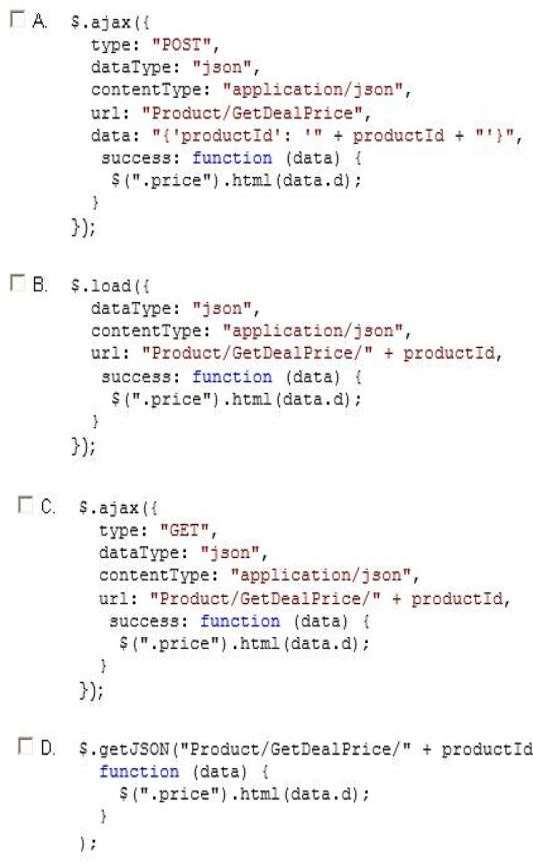 A. $.ajax({
type: "POST",
dataType: "json",
contentType: "application/json",
url: "Product/GetDealPrice",
data: "{'productId': '" + productId + "'}",
success: function (data) {
$(".price").html(data.d);
}
});
B. $.load({
dataType: "json",
contentType: "application/json",
url: "Product/GetDealPrice/" + productId,
success: function (data) {
$(".price").html(data.d);
}
});
C. $.ajax({
type: "GET",
dataType: "json",
contentType: "application/json",
url: "Product/GetDealPrice/" + productId,
success: function (data) {
$(".price").html(data.d);
}
});
D. $.getJSON("Product/GetDealPrice/" + productId
function (data) {
$(".price").html(data.d);
}
);